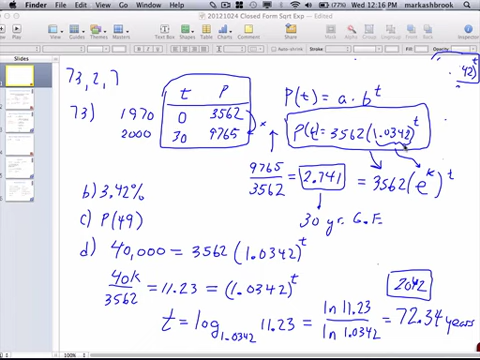 Finder File Edit View Go Window Help
(77%) Wed 12:16 PM markashbrook
20121024 Closed Form Sqrt Exp — Edited
Slides
73, 2, 7
42)^t
73) 1970
2000
t P
0 3562
30 9765
P(t) = a · b^t
P(t) = 3562(1.0342)^t
9765/3562 = 2.741
= 3562(e^k)^t
30 yr. G.F.
b) 3.42%
c) P(49)
d) 40,000 = 3562(1.0342)^t
40k/3562 = 11.23 = (1.0342)^t
2042
t = log_1.0342 11.23 = ln 11.23/ln 1.0342 = 72.34 years
100%